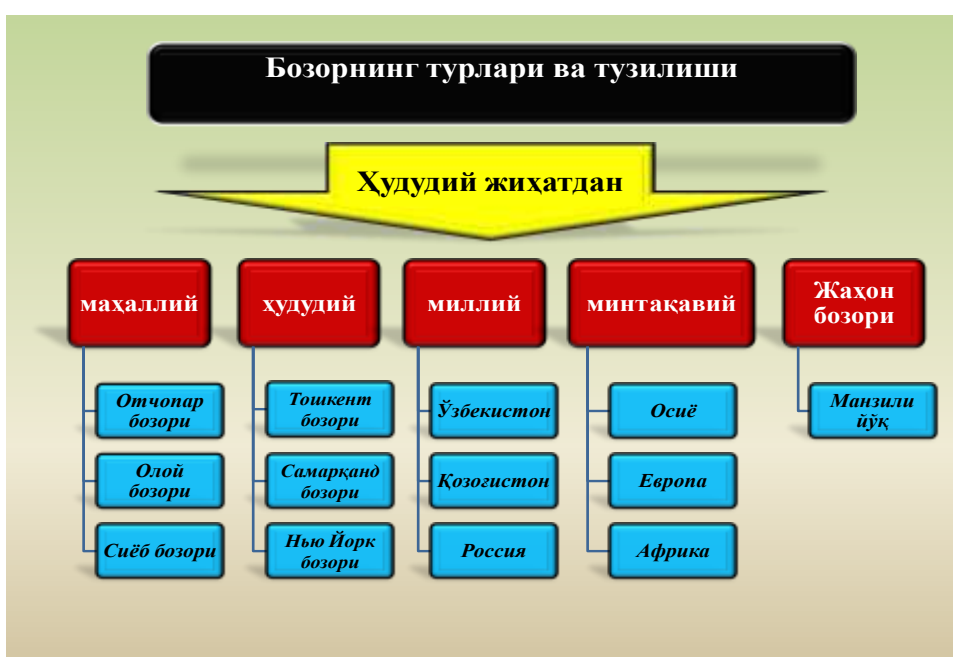 Бозорнинг турлари ва тузилиши
Ҳудудий жиҳатдан
маҳаллий
Отчопар
бозори
Олой
бозори
Сиёб бозори
ҳудудий
Тошкент
бозори
Самарқанд
бозори
Нью Йорк
бозори
миллий
Ўзбекистон
Қозоғистон
Россия
минтақавий
Осиё
Европа
Африка
Жаҳон
бозори
Манзили
йўқ